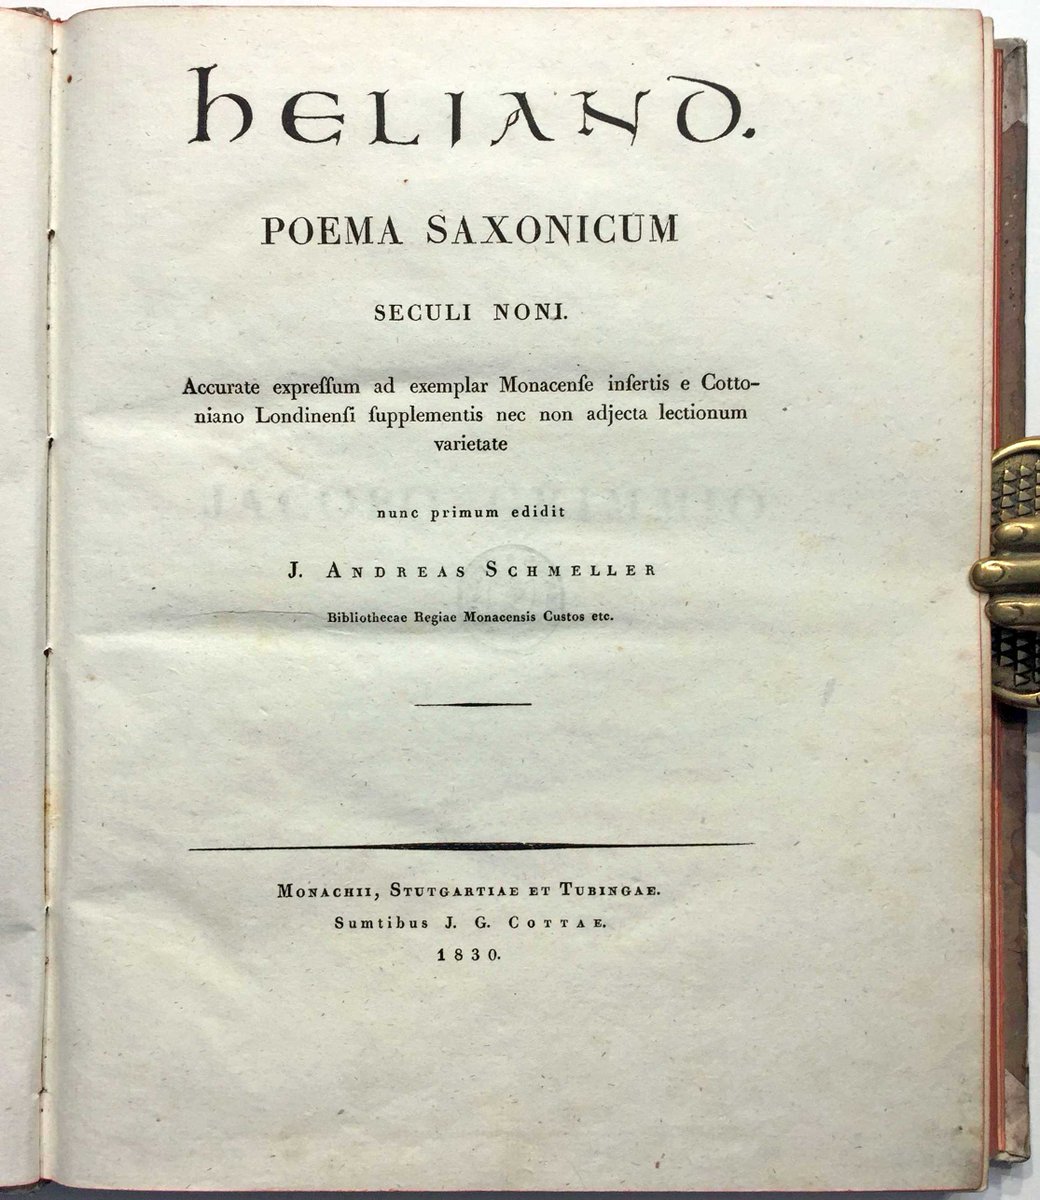 HELIAND.
POEMA SAXONICUM
SECULI NONI.
Accurate expreſſum ad exemplar Monacenſe inſertis e Cotto-
niano Londinenſi ſupplementis nec non adjecta lectionum
varietate
nunc primum edidit
J. ANDREAS SCHMELLER
Bibliothecae Regiae Monacensis Custos etc.
MONACHII, STUTGARTIAE ET TUBINGAE.
Sumtibus J. G. COTTAE.
1830.